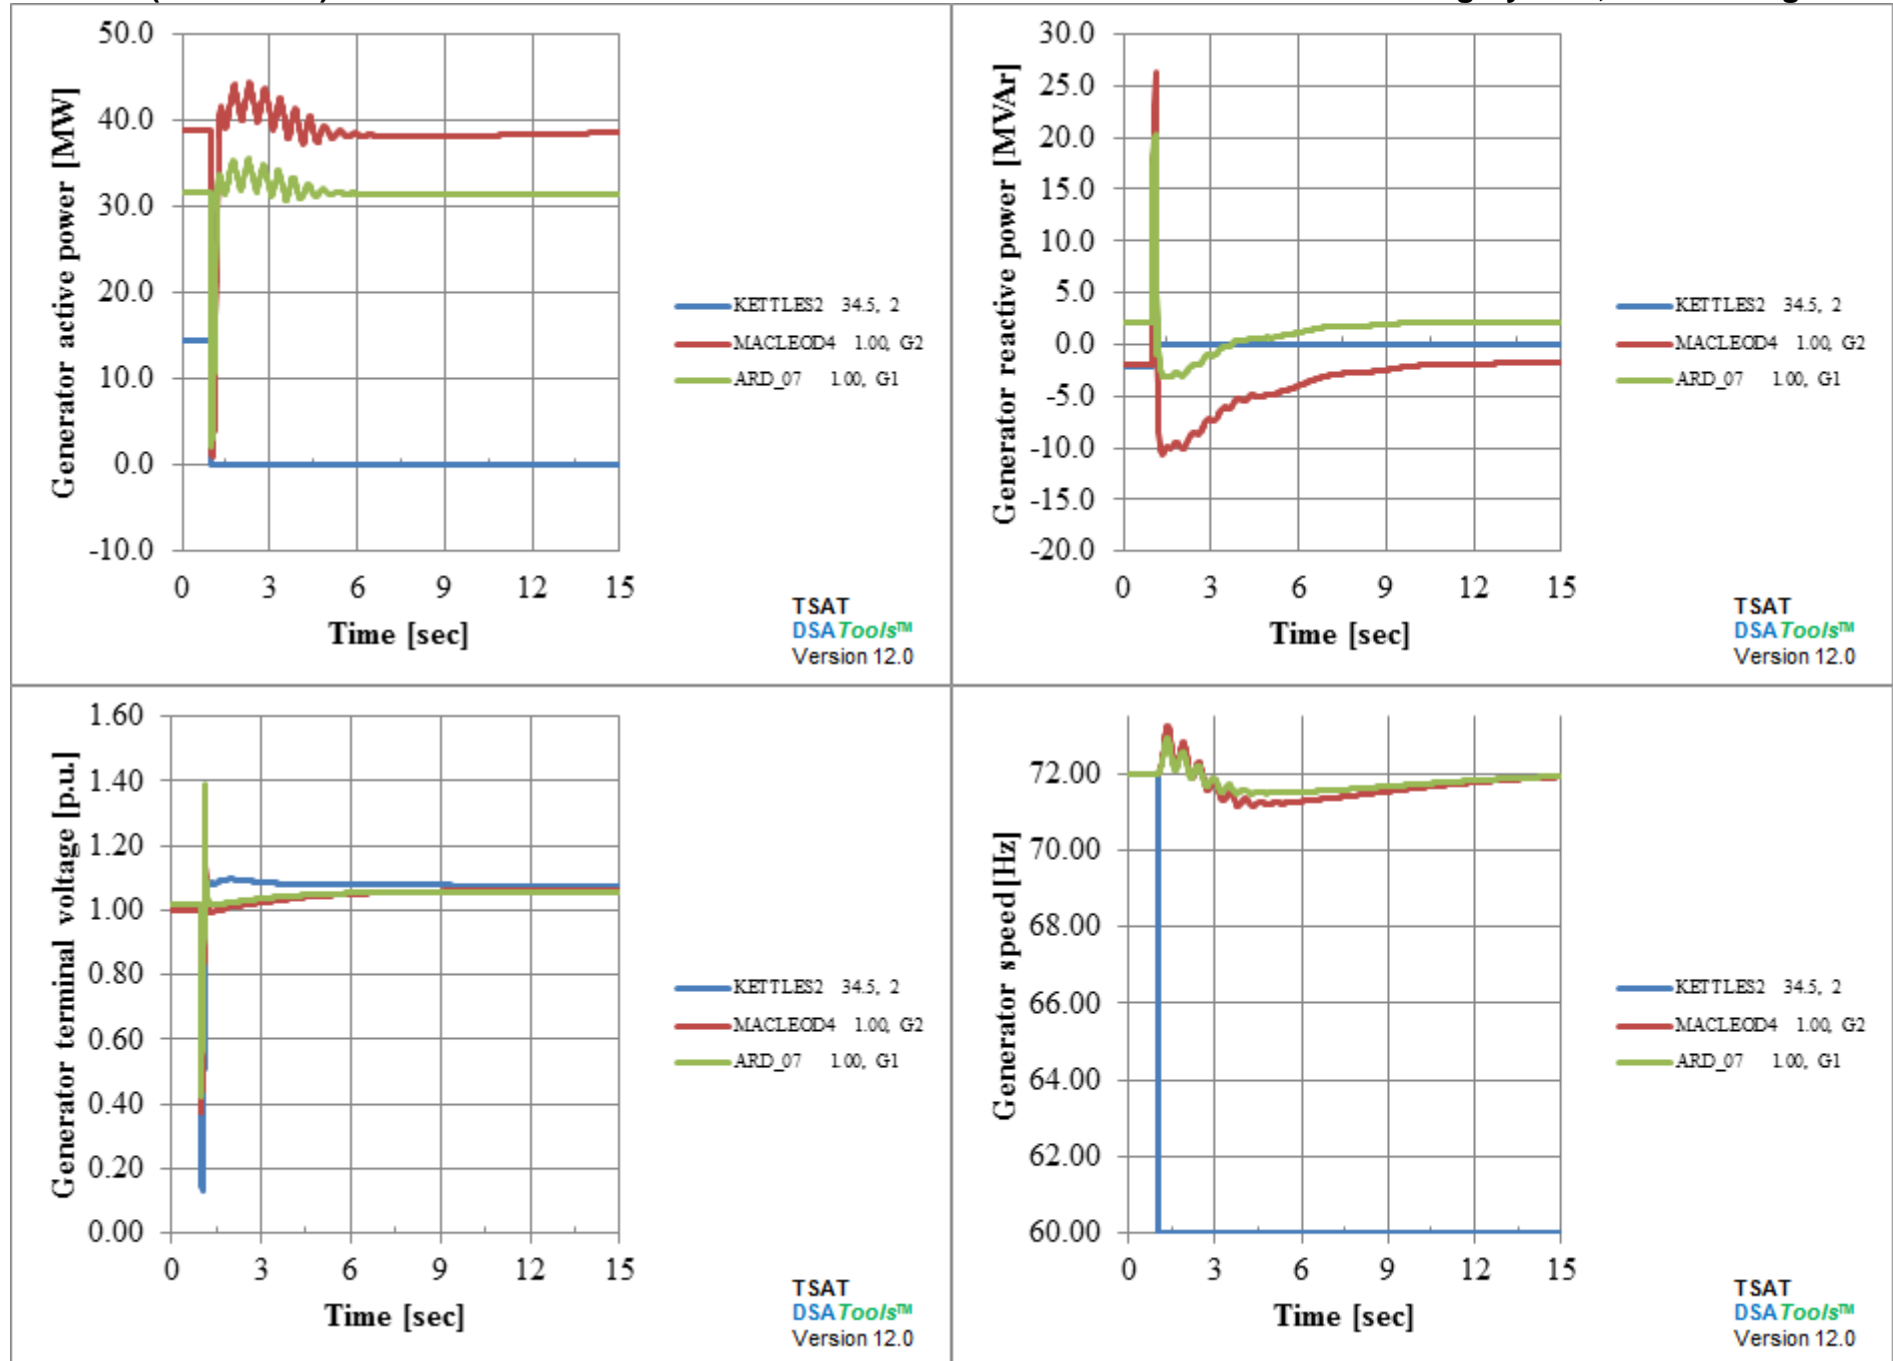 50.0
40.0
30.0
20.0
10.0
0.0
-10.0
Generator active power [MW]
0 3 6 9 12 15
Time [sec]
KETTLES2 34.5, 2
MACLEOD4 1.00, G2
ARD_07 1.00, G1
TSAT
DSATools™
Version 12.0
30.0
25.0
20.0
15.0
10.0
5.0
0.0
-5.0
-10.0
-15.0
-20.0
Generator reactive power [MVAr]
0 3 6 9 12 15
Time [sec]
KETTLES2 34.5, 2
MACLEOD4 1.00, G2
ARD_07 1.00, G1
TSAT
DSATools™
Version 12.0
1.60
1.40
1.20
1.00
0.80
0.60
0.40
0.20
0.00
Generator terminal voltage [p.u.]
0 3 6 9 12 15
Time [sec]
KETTLES2 34.5, 2
MACLEOD4 1.00, G2
ARD_07 1.00, G1
TSAT
DSATools™
Version 12.0
72.00
70.00
68.00
66.00
64.00
62.00
60.00
Generator speed [Hz]
0 3 6 9 12 15
Time [sec]
KETTLES2 34.5, 2
MACLEOD4 1.00, G2
ARD_07 1.00, G1
TSAT
DSATools™
Version 12.0